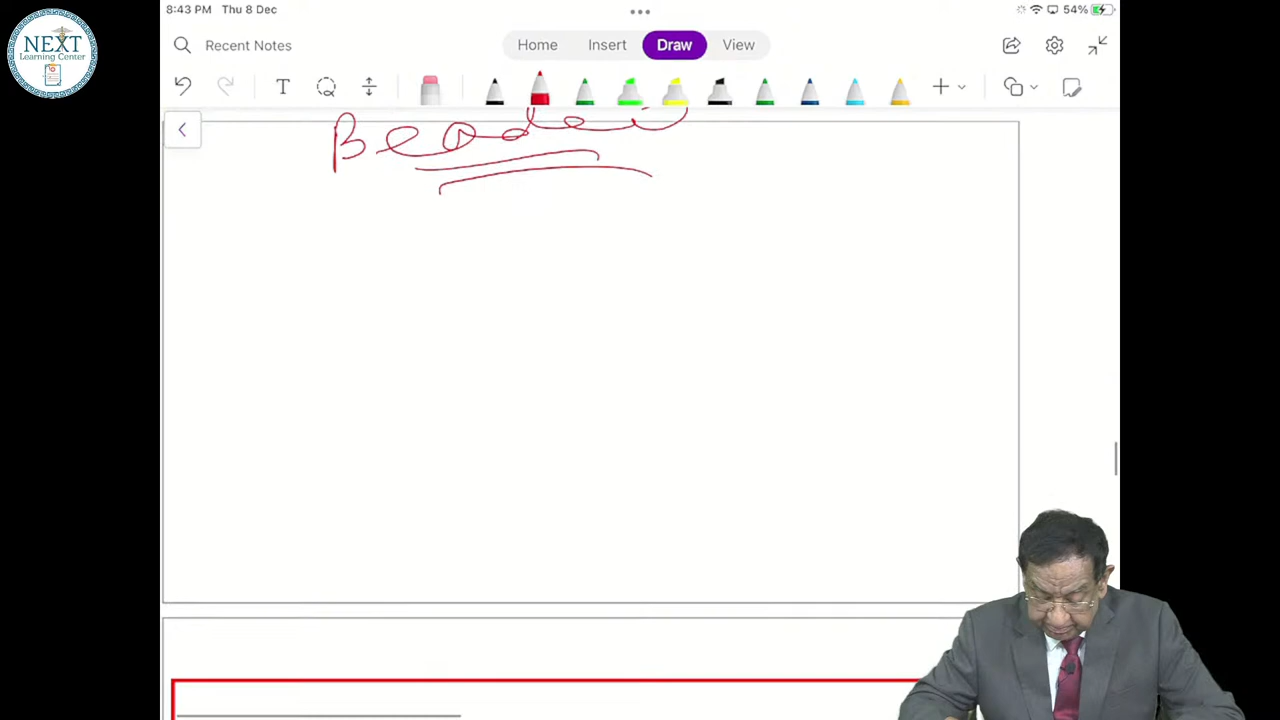 8:43 PM Thu 8 Dec
54%
NEXT
Learning Center
Recent Notes
Home Insert Draw View
T